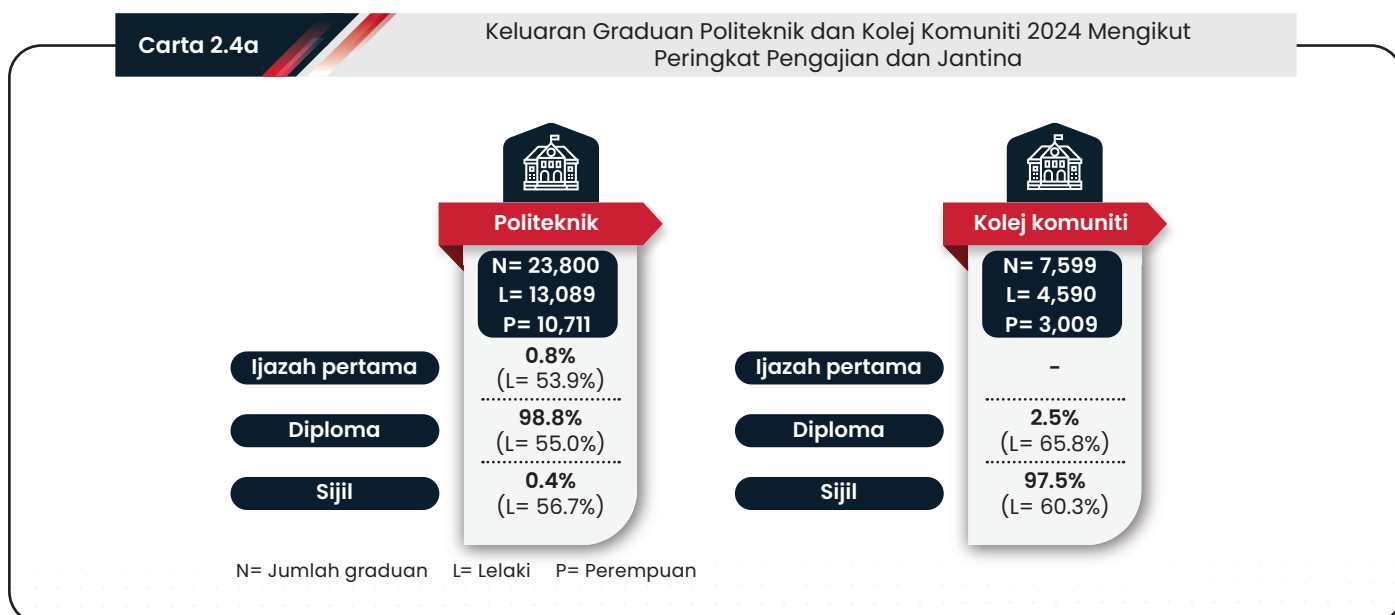 Carta 2.4a
Keluaran Graduan Politeknik dan Kolej Komuniti 2024 Mengikut
Peringkat Pengajian dan Jantina
Politeknik
N= 23,800
L= 13,089
P= 10,711
Ijazah pertama
0.8%
(L= 53.9%)
Diploma
98.8%
(L= 55.0%)
Sijil
0.4%
(L= 56.7%)
Kolej komuniti
N= 7,599
L= 4,590
P= 3,009
Ijazah pertama
-
Diploma
2.5%
(L= 65.8%)
Sijil
97.5%
(L= 60.3%)
N= Jumlah graduan L= Lelaki P= Perempuan